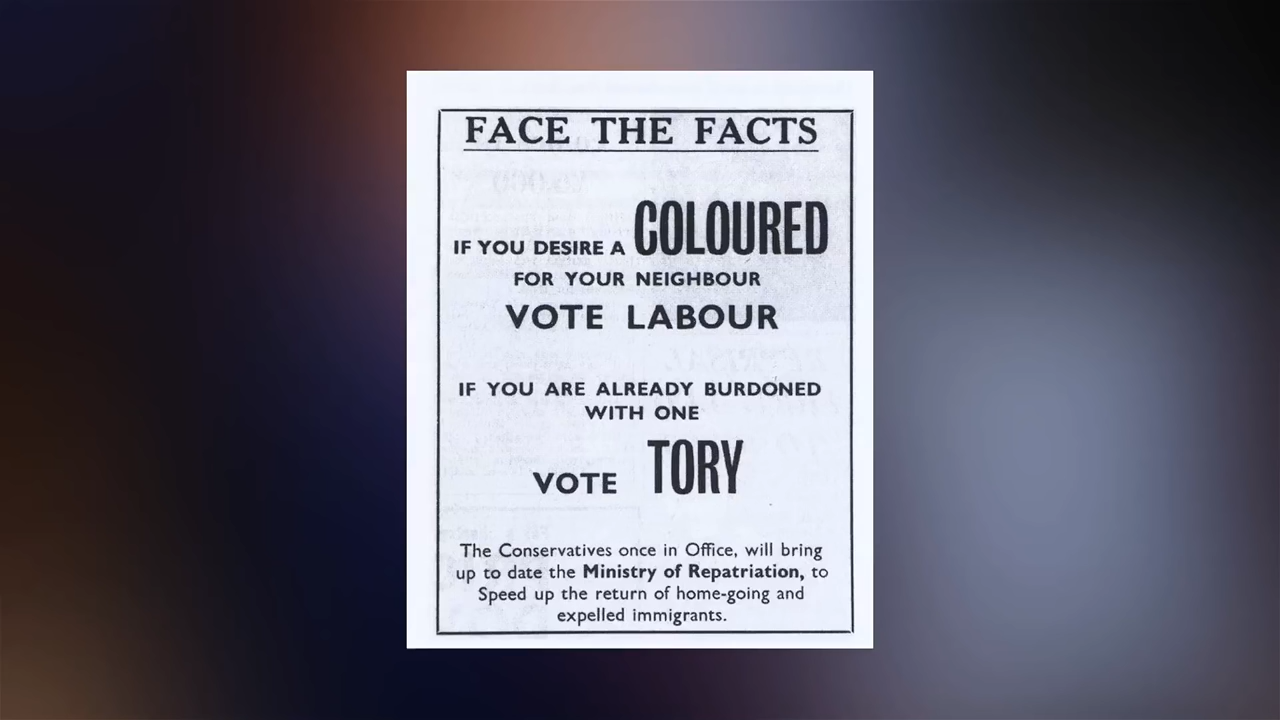 FACE THE FACTS
IF YOU DESIRE A COLOURED
FOR YOUR NEIGHBOUR
VOTE LABOUR
IF YOU ARE ALREADY BURDONED
WITH ONE
VOTE TORY
The Conservatives once in Office, will bring
up to date the Ministry of Repatriation, to
Speed up the return of home-going and
expelled immigrants.